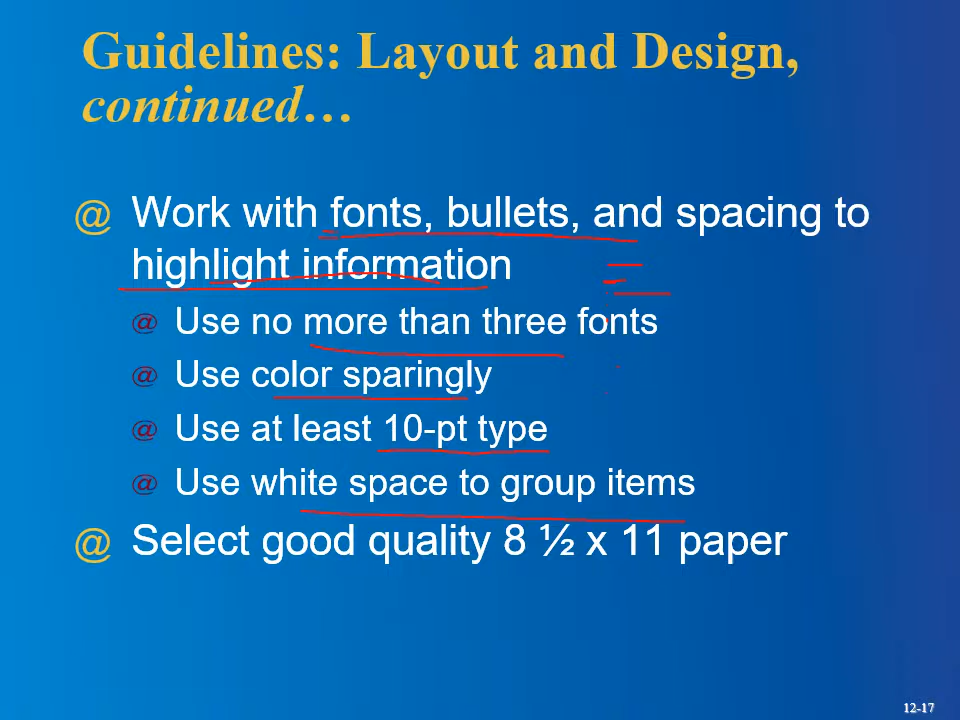 Guidelines: Layout and Design,
continued…
@ Work with fonts, bullets, and spacing to
highlight information
@ Use no more than three fonts
@ Use color sparingly
@ Use at least 10-pt type
@ Use white space to group items
@ Select good quality 8 ½ x 11 paper
12-17